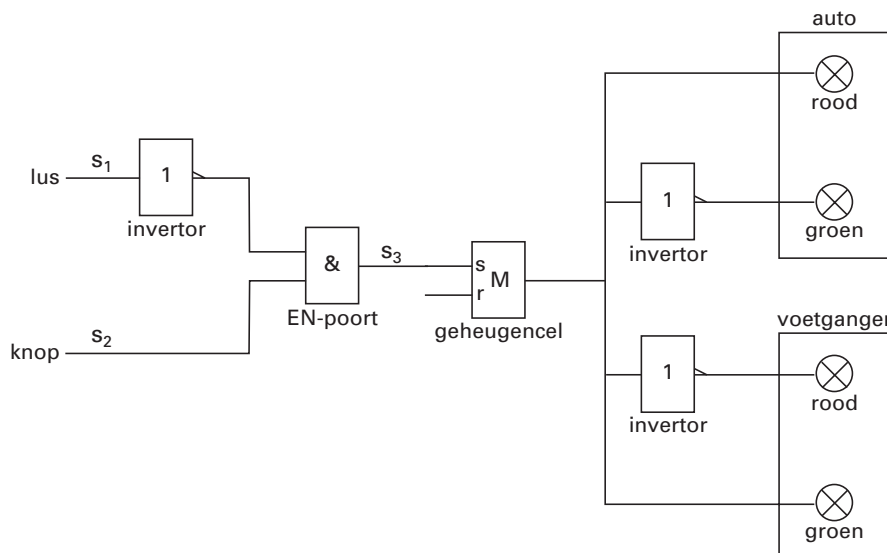 auto
rood
lus
s1
1
invertor
1
groen
invertor
&
EN-poort
s3
s
r
M
geheugencel
knop
s2
voetganger
1
rood
invertor
groen